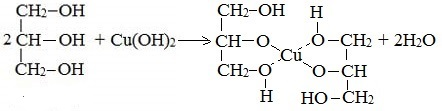 CH₂—OH CH₂—OH H
2 CH—OH + Cu(OH)₂ → CH—O Cu HO—CH₂ + 2H₂O
CH₂—OH CH₂—O O—CH
H HO—CH₂